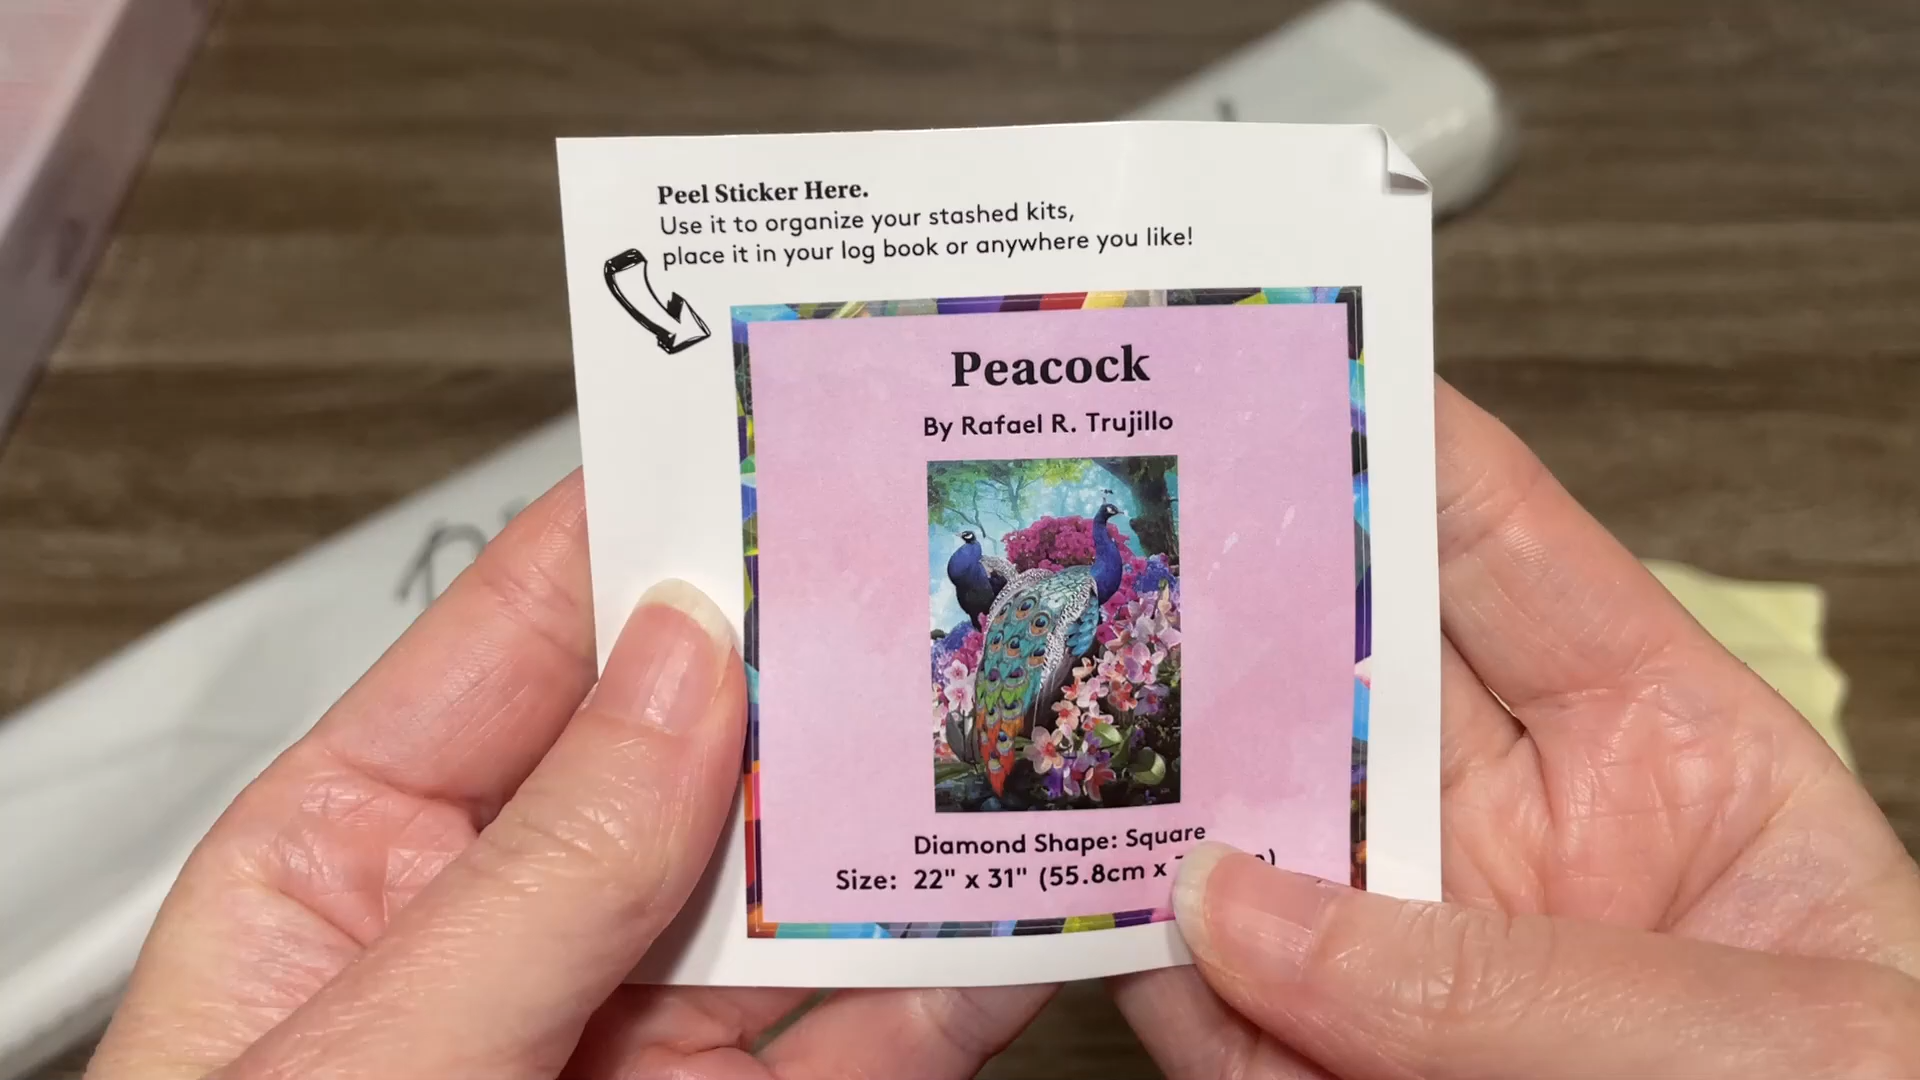 Peel Sticker Here.
Use it to organize your stashed kits,
place it in your log book or anywhere you like!
Peacock
By Rafael R. Trujillo
Diamond Shape: Square
Size: 22" x 31" (55.8cm x